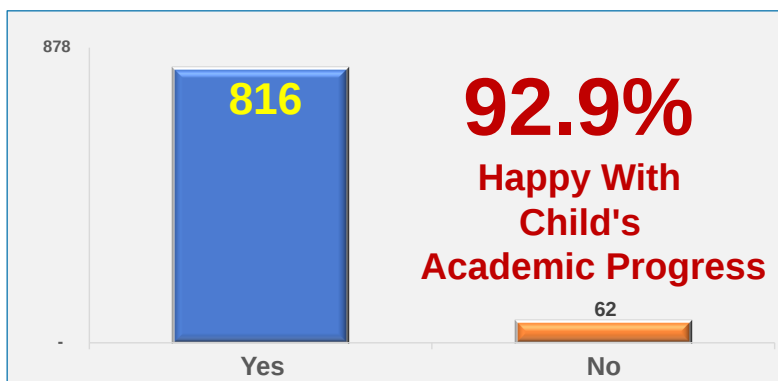 878
816
92.9%
Happy With
Child's
Academic Progress
62
-
Yes
No